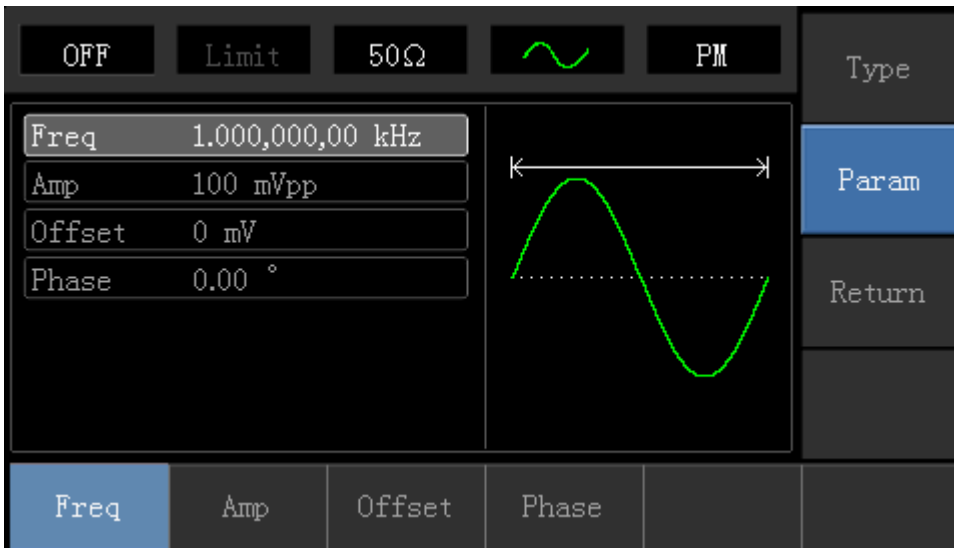 OFF Limit 50Ω PM
Type
Freq 1.000,000,00 kHz
Amp 100 mVpp
Offset 0 mV
Phase 0.00 °
Param
Return
Freq Amp Offset Phase